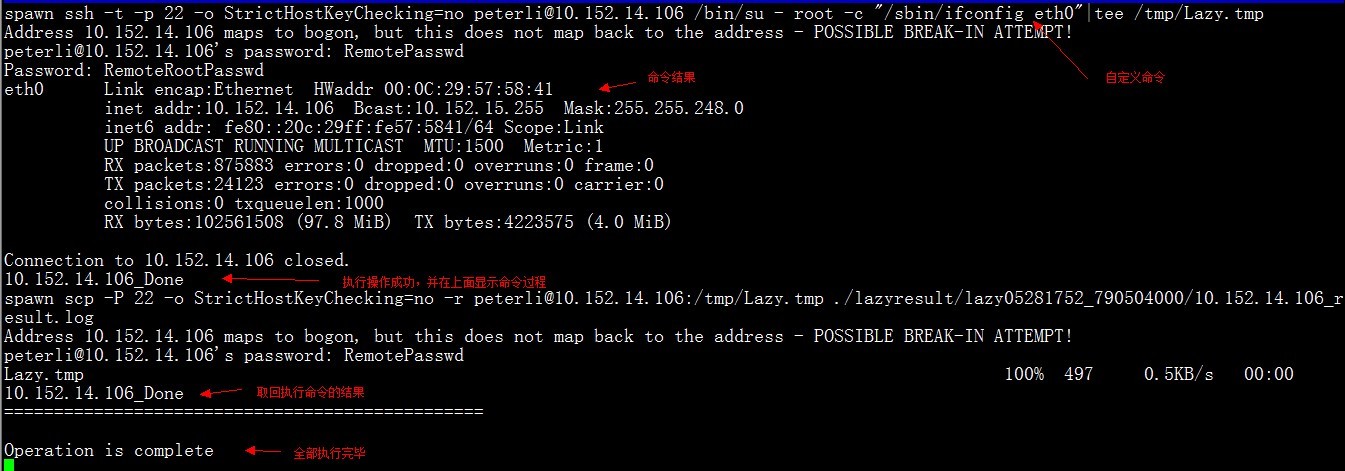 spawn ssh -t -p 22 -o StrictHostKeyChecking=no peterli@10.152.14.106 /bin/su - root -c "/sbin/ifconfig eth0"|tee /tmp/Lazy.tmp
Address 10.152.14.106 maps to bogon, but this does not map back to the address - POSSIBLE BREAK-IN ATTEMPT!
peterli@10.152.14.106's password: RemotePasswd
自定义命令
Password: RemoteRootPasswd
命令结果
eth0      Link encap:Ethernet  HWaddr 00:0C:29:57:58:41
inet addr:10.152.14.106  Bcast:10.152.15.255  Mask:255.255.248.0
inet6 addr: fe80::20c:29ff:fe57:5841/64 Scope:Link
UP BROADCAST RUNNING MULTICAST  MTU:1500  Metric:1
RX packets:875883 errors:0 dropped:0 overruns:0 frame:0
TX packets:24123 errors:0 dropped:0 overruns:0 carrier:0
collisions:0 txqueuelen:1000
RX bytes:102561508 (97.8 MiB)  TX bytes:4223575 (4.0 MiB)
Connection to 10.152.14.106 closed.
10.152.14.106_Done
执行操作成功，并在上面显示命令过程
spawn scp -P 22 -o StrictHostKeyChecking=no -r peterli@10.152.14.106:/tmp/Lazy.tmp ./lazyresult/lazy05281752_790504000/10.152.14.106_r
esult.log
Address 10.152.14.106 maps to bogon, but this does not map back to the address - POSSIBLE BREAK-IN ATTEMPT!
peterli@10.152.14.106's password: RemotePasswd
Lazy.tmp 100%  497     0.5KB/s   00:00
10.152.14.106_Done
取回执行命令的结果
================================================
Operation is complete
全部执行完毕